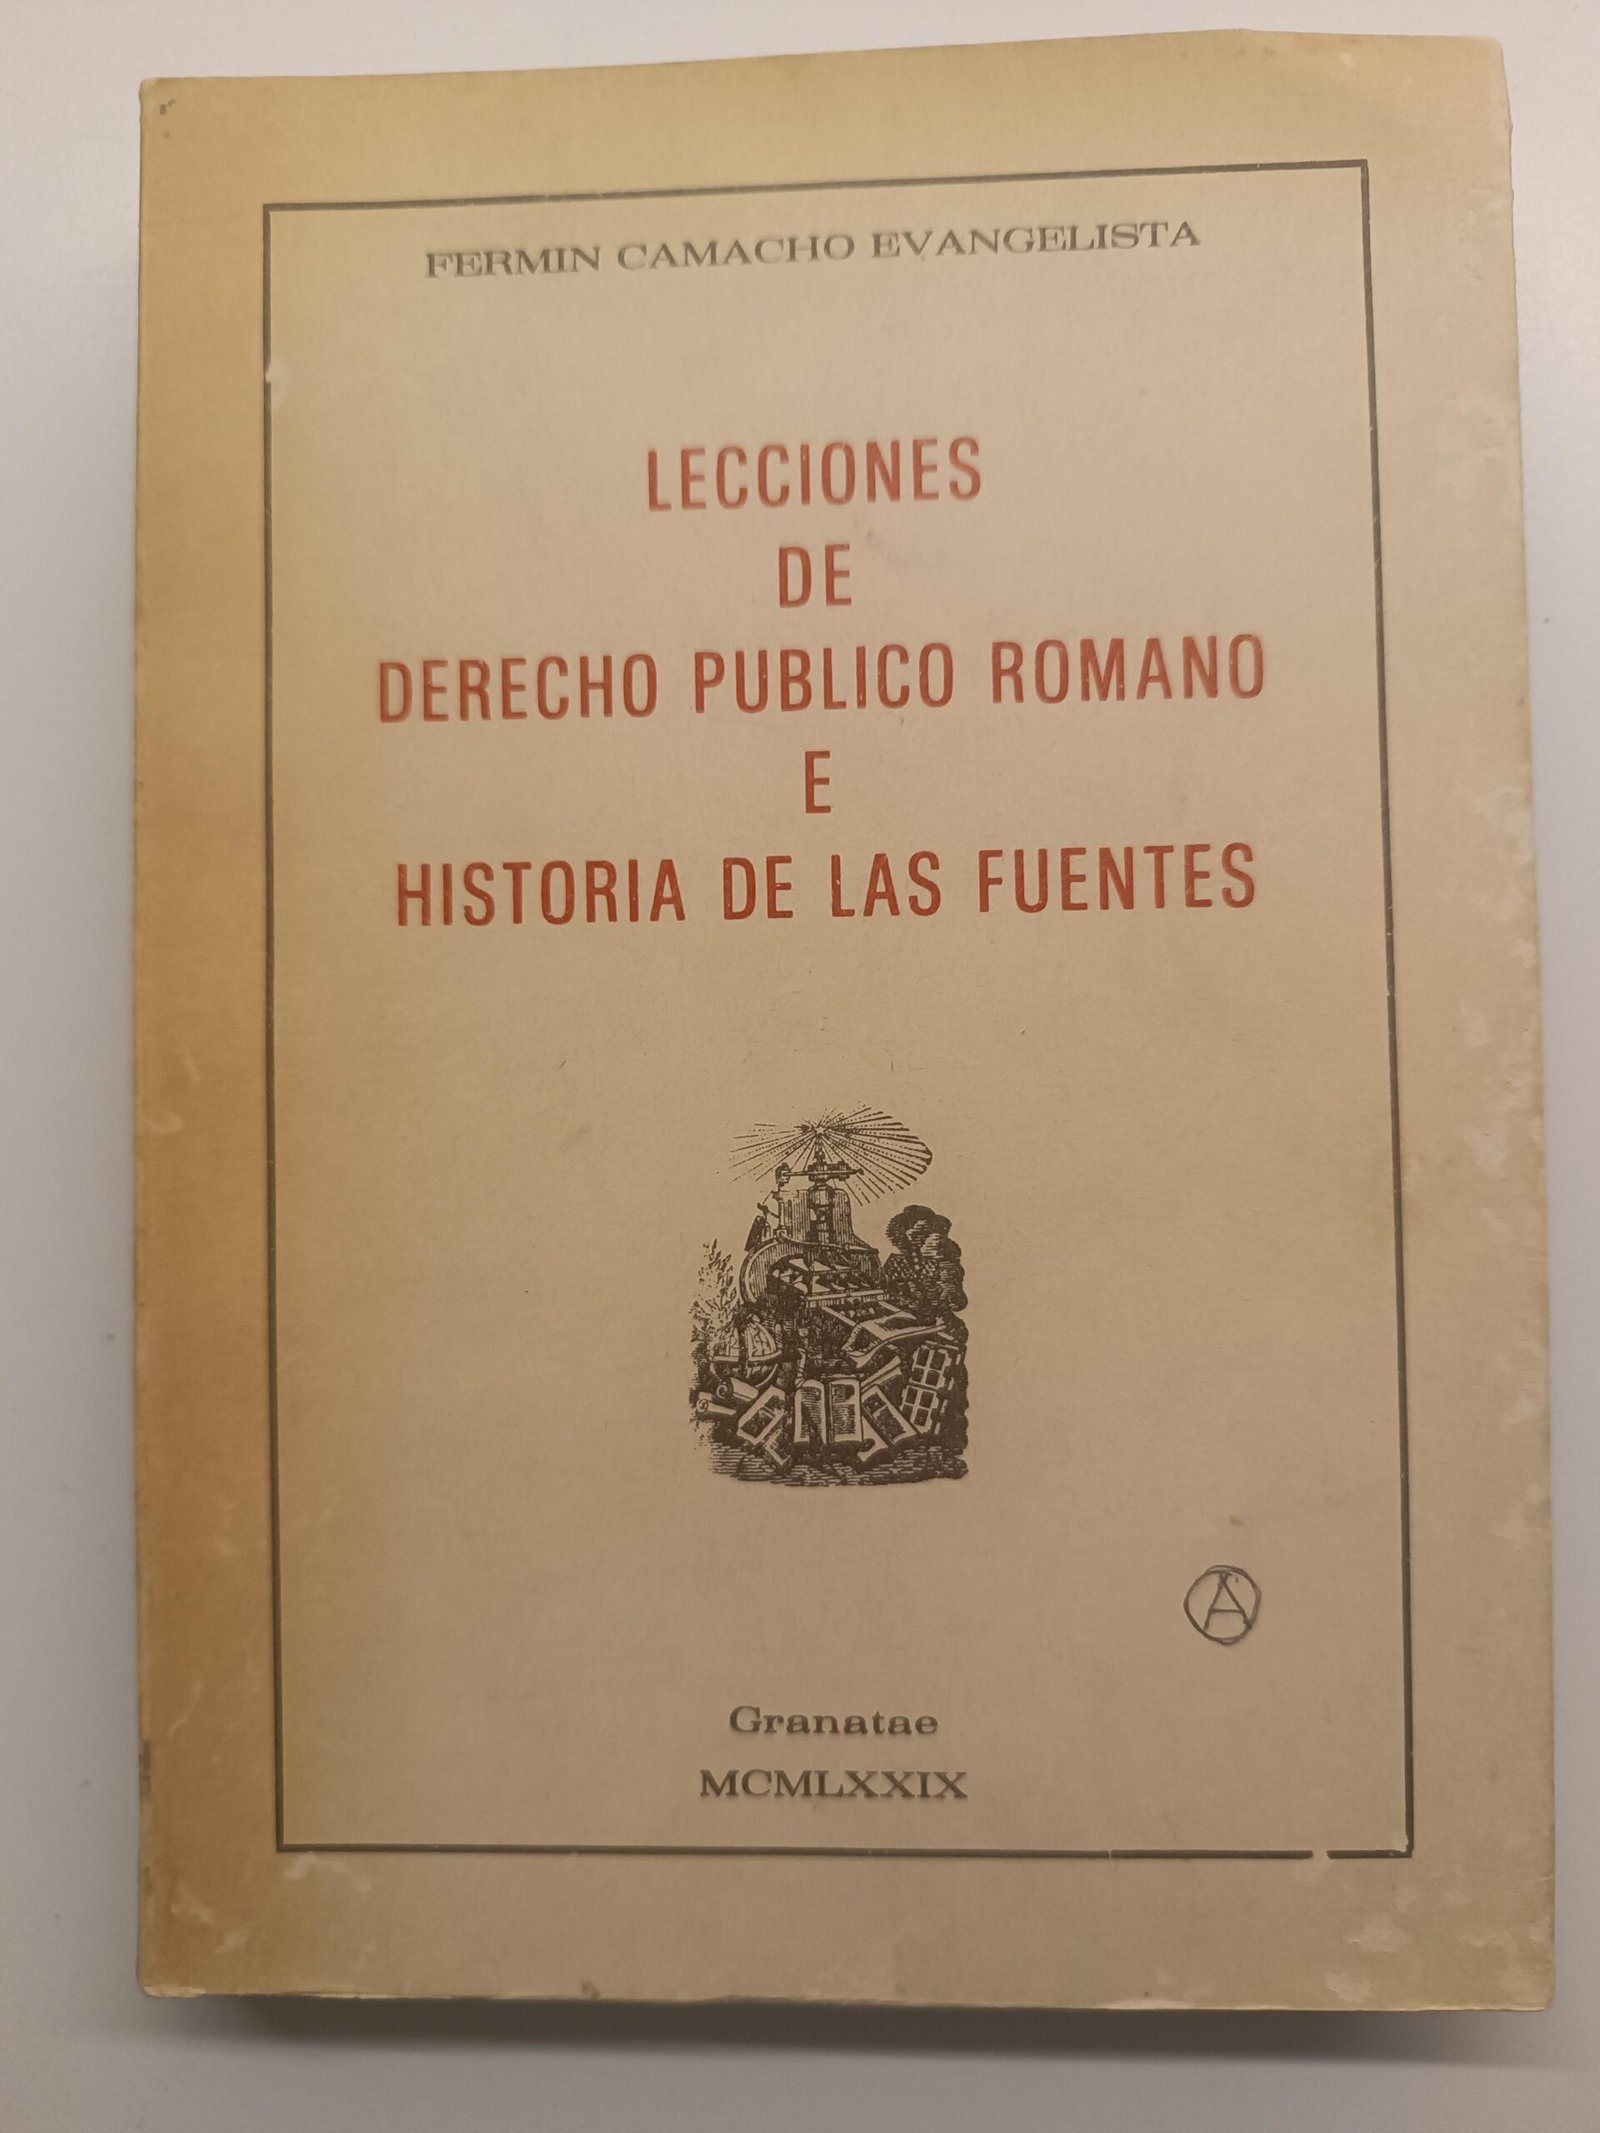 FERMIN CAMACHO EVANGELISTA
LECCIONES
DE
DERECHO PUBLICO ROMANO
E
HISTORIA DE LAS FUENTES
A
Granatae
MCMLXXIX